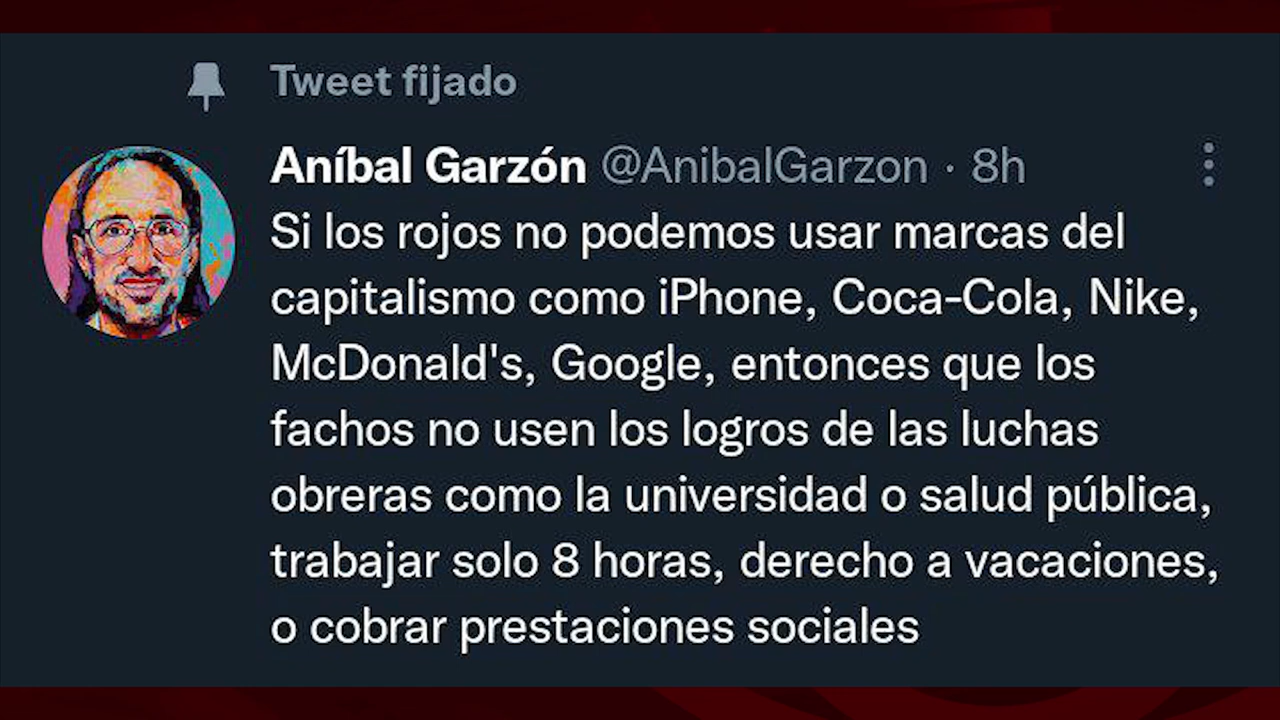 Tweet fijado
Aníbal Garzón @AnibalGarzon · 8h
Si los rojos no podemos usar marcas del
capitalismo como iPhone, Coca-Cola, Nike,
McDonald's, Google, entonces que los
fachos no usen los logros de las luchas
obreras como la universidad o salud pública,
trabajar solo 8 horas, derecho a vacaciones,
o cobrar prestaciones sociales